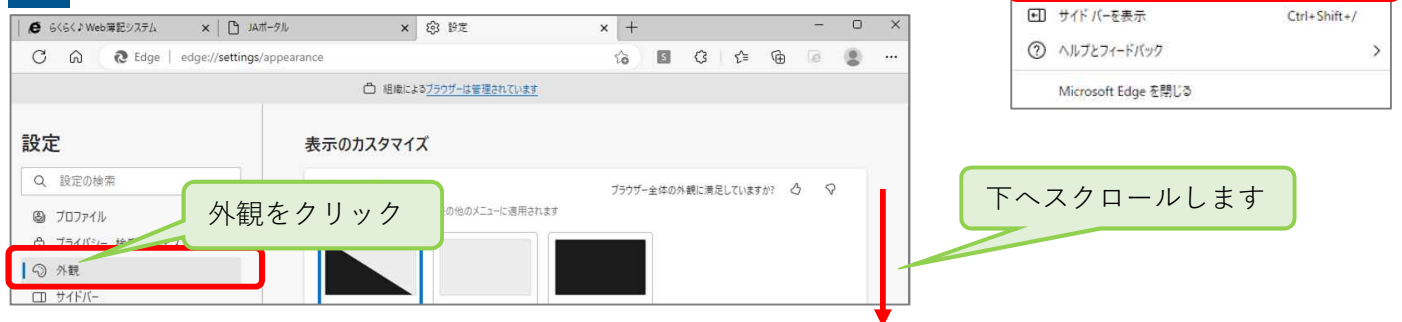 らくらく♪Web簿記システム
JAポータル
設定
Edge
edge://settings/appearance
組織によるブラウザーは管理されています
設定
設定の検索
プロファイル
外観
サイドバー
表示のカスタマイズ
ブラウザー全体の外観に満足していますか?
の他のメニューに適用されます
外観をクリック
サイド バーを表示 Ctrl+Shift+/
ヘルプとフィードバック
Microsoft Edge を閉じる
下へスクロールします